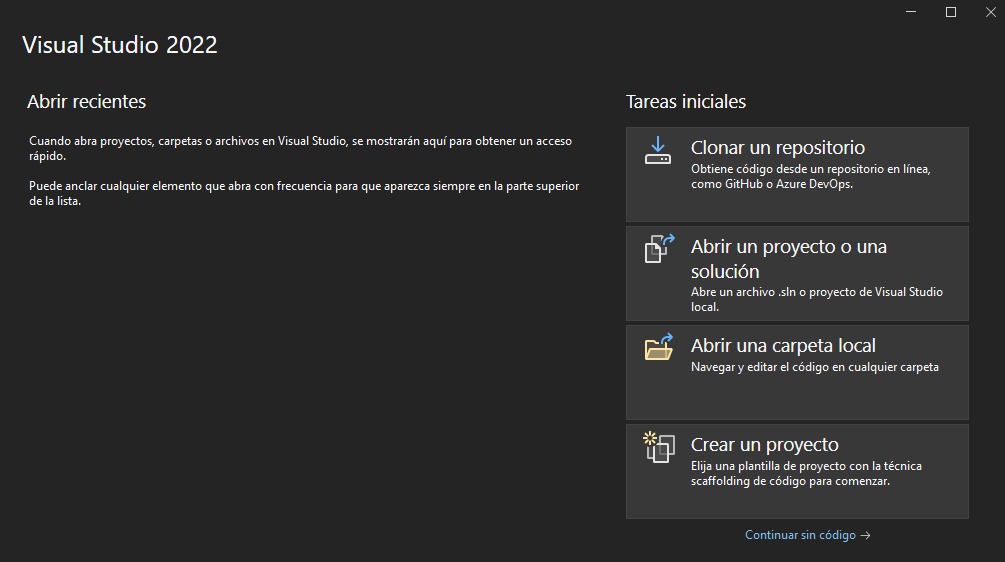 Visual Studio 2022
Abrir recientes
Cuando abra proyectos, carpetas o archivos en Visual Studio, se mostrarán aquí para obtener un acceso
rápido.
Puede anclar cualquier elemento que abra con frecuencia para que aparezca siempre en la parte superior
de la lista.
Tareas iniciales
Clonar un repositorio
Obtiene código desde un repositorio en línea,
como GitHub o Azure DevOps.
Abrir un proyecto o una
solución
Abre un archivo .sln o proyecto de Visual Studio
local.
Abrir una carpeta local
Navegar y editar el código en cualquier carpeta
Crear un proyecto
Elija una plantilla de proyecto con la técnica
scaffolding de código para comenzar.
Continuar sin código →